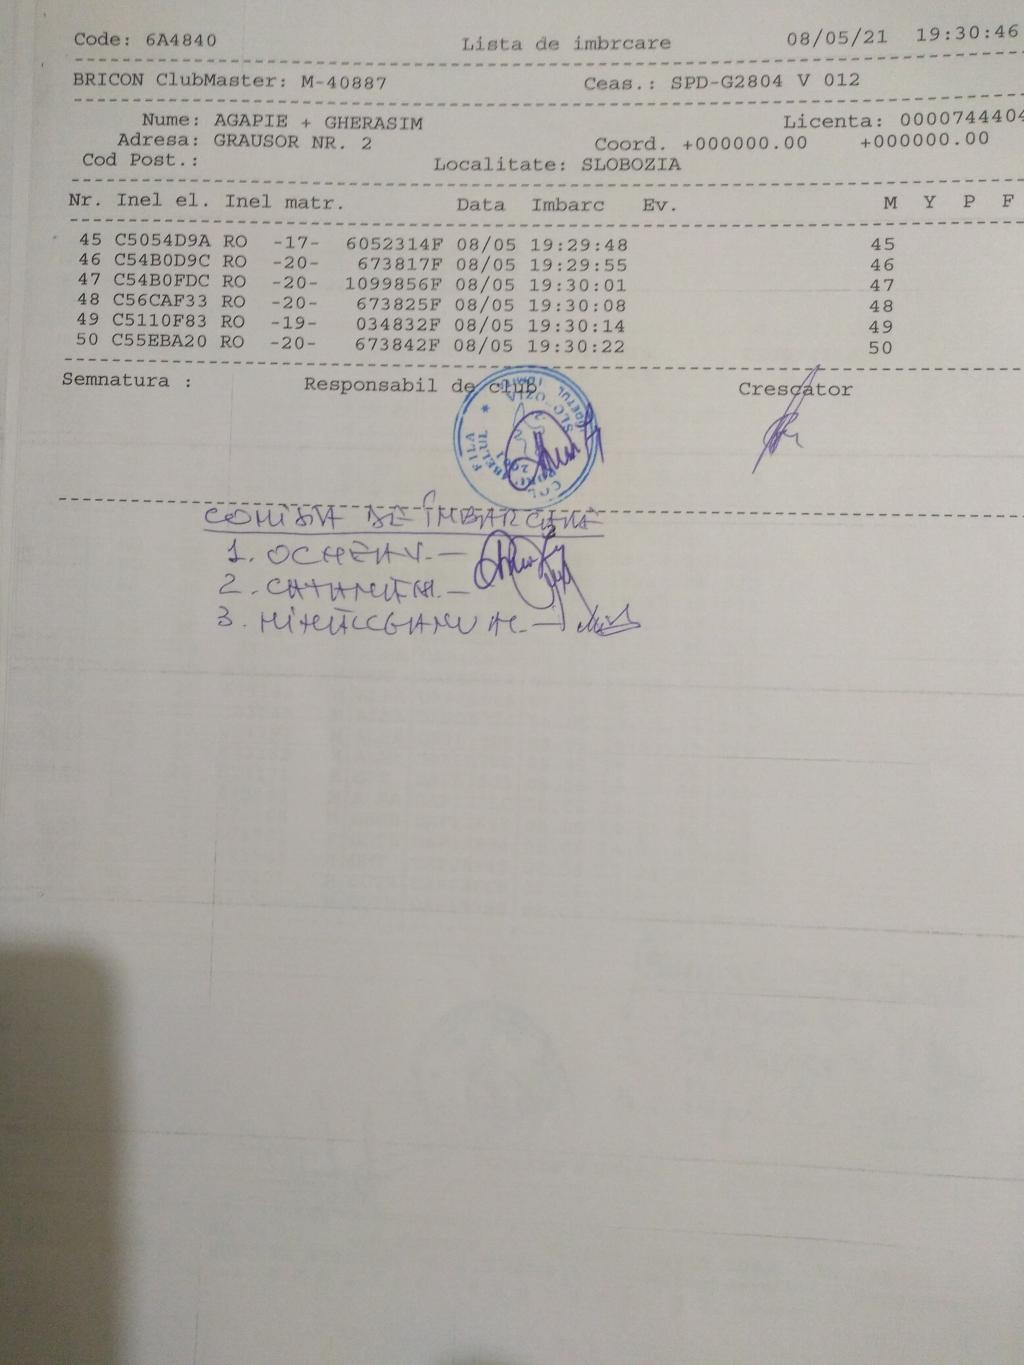 Code: 6A4840 Lista de imbrcare 08/05/21 19:30:46
BRICON ClubMaster: M-40887 Ceas.: SPD-G2804 V 012
Nume: AGAPIE + GHERASIM Licenta: 0000744404
Adresa: GRAUSOR NR. 2 Coord. +000000.00 +000000.00
Cod Post.: Localitate: SLOBOZIA
Nr. Inel el. Inel matr. Data Imbarc Ev. M Y P F
45 C5054D9A RO -17- 6052314F 08/05 19:29:48 45
46 C54B0D9C RO -20- 673817F 08/05 19:29:55 46
47 C54B0FDC RO -20- 1099856F 08/05 19:30:01 47
48 C56CAF33 RO -20- 673825F 08/05 19:30:08 48
49 C5110F83 RO -19- 034832F 08/05 19:30:14 49
50 C55EBA20 RO -20- 673842F 08/05 19:30:22 50
Semnatura : Responsabil de club Crescator
COMISIA DE IMBARCARE
1.
2.
3.